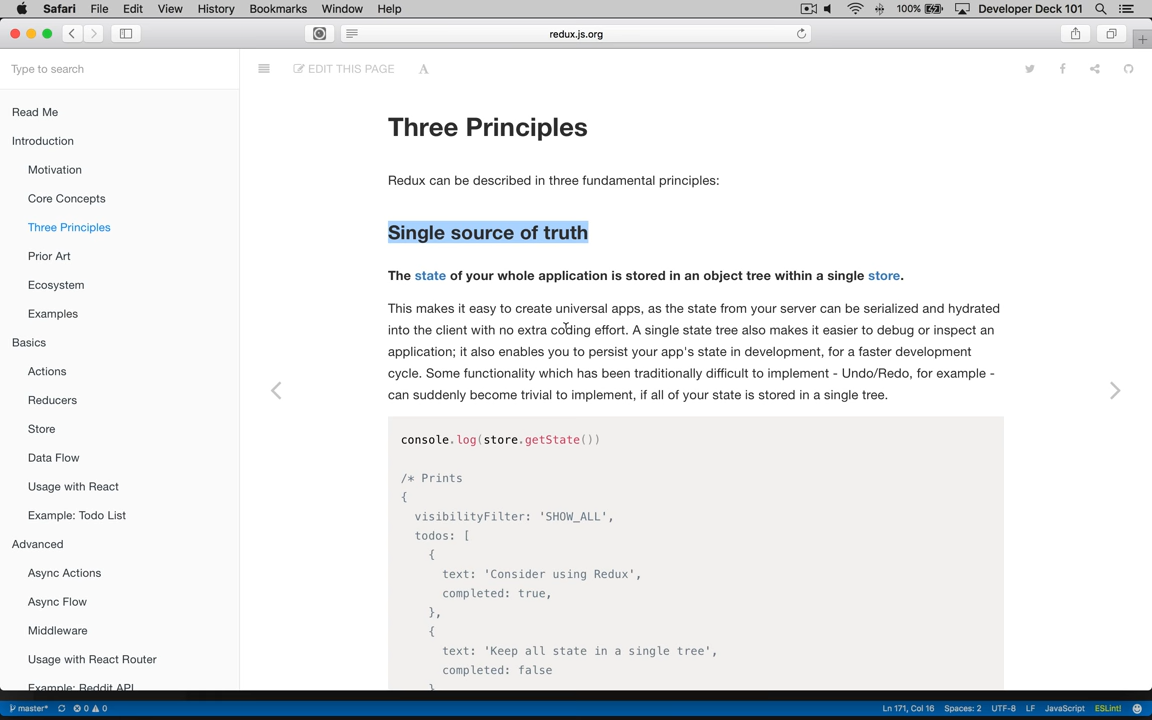 Safari File Edit View History Bookmarks Window Help 100% Developer Deck 101
redux.js.org
Type to search
EDIT THIS PAGE A
Read Me
Introduction
Motivation
Core Concepts
Three Principles
Prior Art
Ecosystem
Examples
Basics
Actions
Reducers
Store
Data Flow
Usage with React
Example: Todo List
Advanced
Async Actions
Async Flow
Middleware
Usage with React Router
Example: Reddit API
Three Principles
Redux can be described in three fundamental principles:
Single source of truth
The state of your whole application is stored in an object tree within a single store.
This makes it easy to create universal apps, as the state from your server can be serialized and hydrated
into the client with no extra coding effort. A single state tree also makes it easier to debug or inspect an
application; it also enables you to persist your app's state in development, for a faster development
cycle. Some functionality which has been traditionally difficult to implement - Undo/Redo, for example -
can suddenly become trivial to implement, if all of your state is stored in a single tree.
console.log(store.getState())
/* Prints
{
visibilityFilter: 'SHOW_ALL',
todos: [
{
text: 'Consider using Redux',
completed: true,
},
{
text: 'Keep all state in a single tree',
completed: false
}
master* 0 0 Ln 171, Col 16 Spaces: 2 UTF-8 LF JavaScript ESLint!